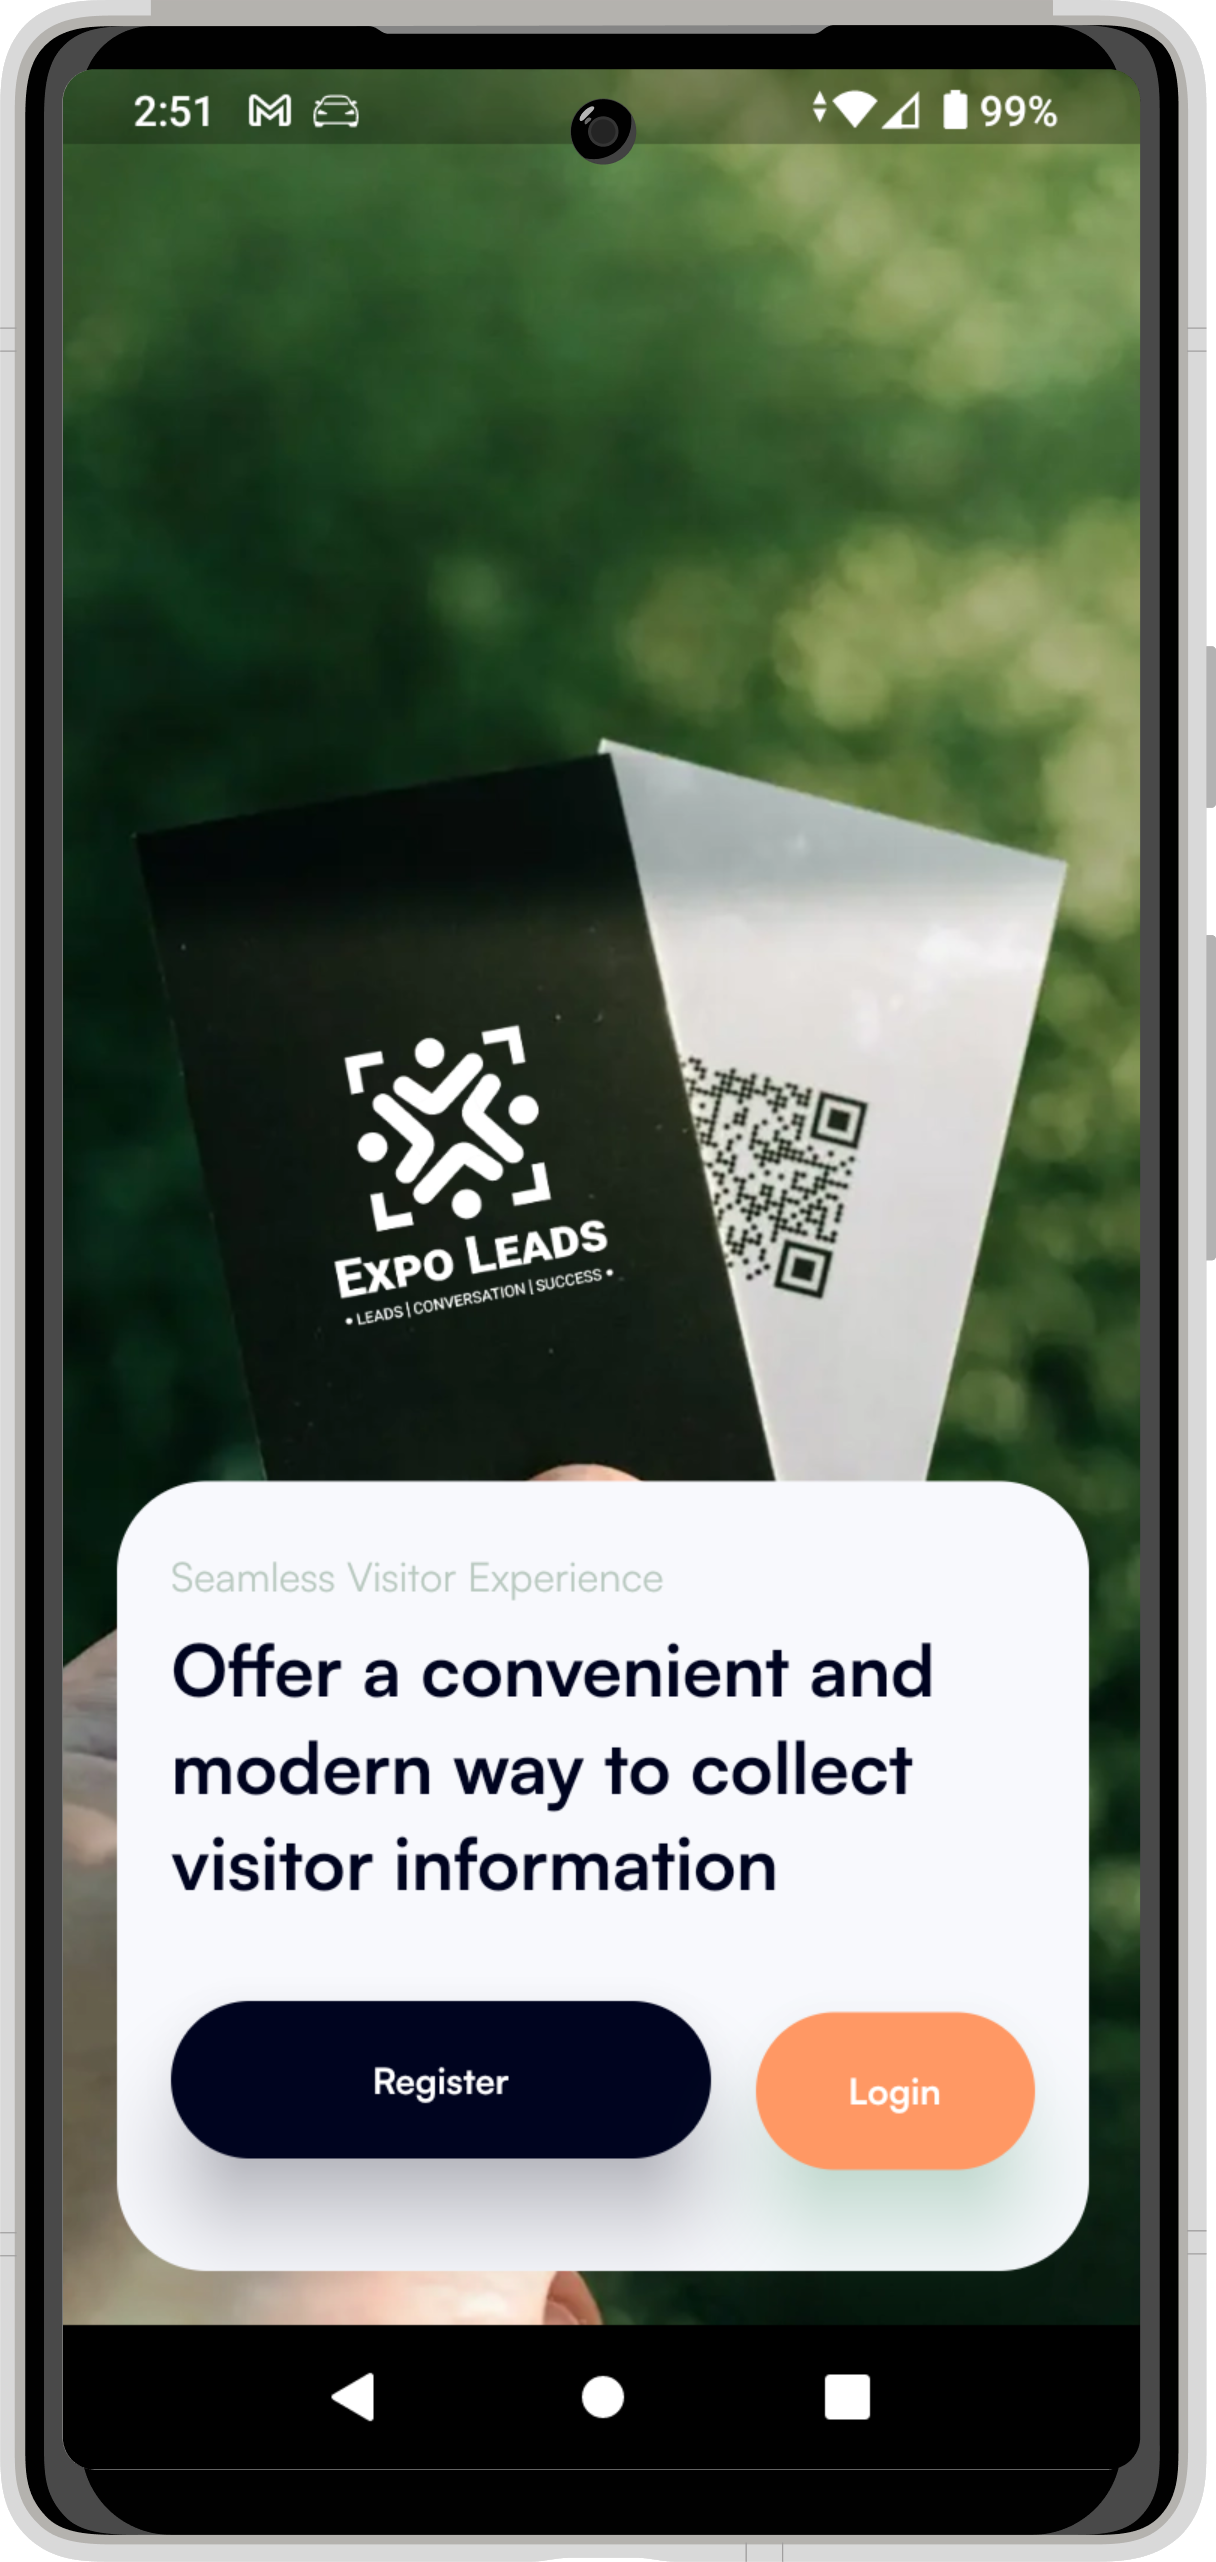 2:51
99%
EXPO LEADS
• LEADS | CONVERSATION | SUCCESS •
Seamless Visitor Experience
Offer a convenient and
modern way to collect
visitor information
Register
Login